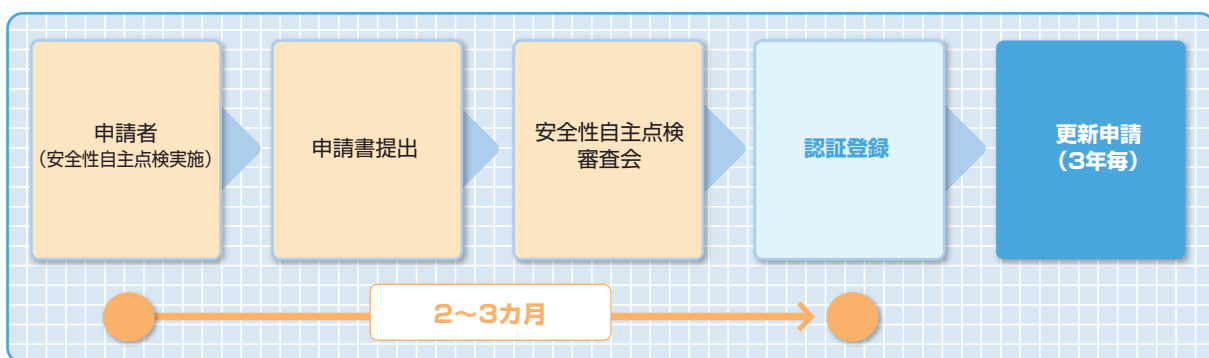 申請者
（安全性自主点検実施）
申請書提出
安全性自主点検
審査会
認証登録
更新申請
（3年毎）
2〜3カ月